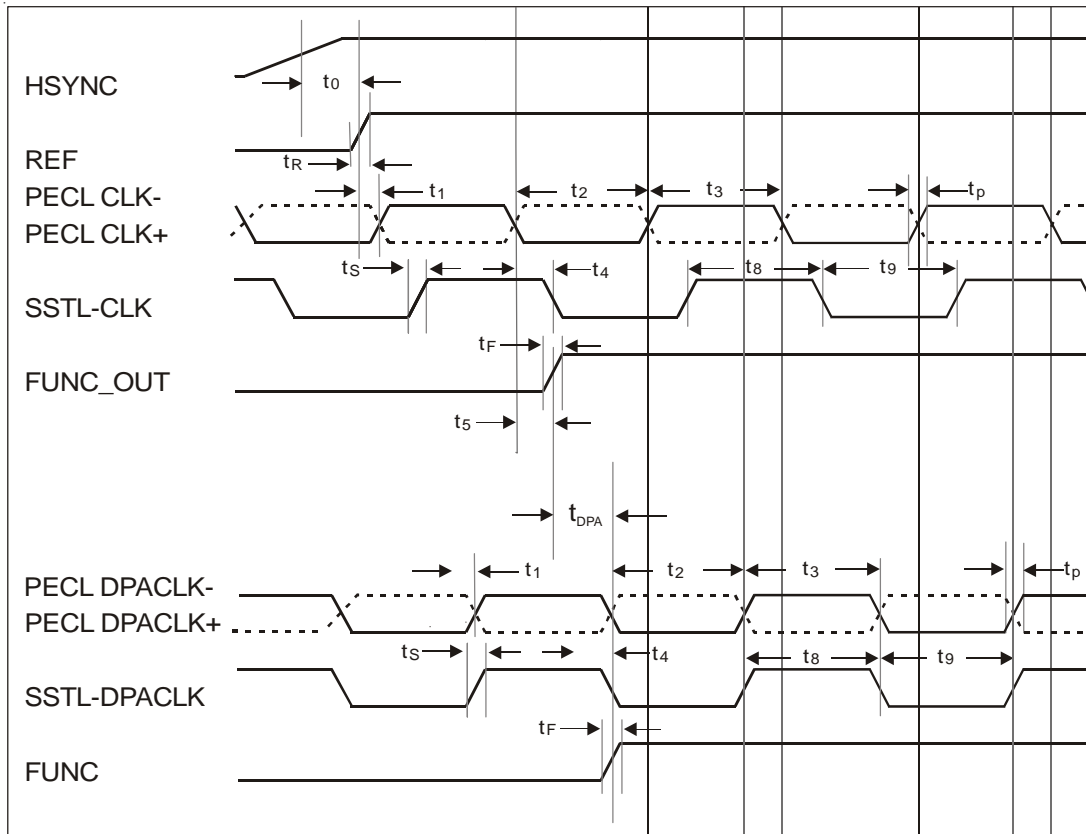 HSYNC
t0
REF
tR
PECL CLK-
PECL CLK+
t1
t2
t3
tp
tS
t4
t8
t9
SSTL-CLK
tF
FUNC_OUT
t5
tDPA
PECL DPACLK-
PECL DPACLK+
t1
t2
t3
tp
tS
t4
t8
t9
SSTL-DPACLK
tF
FUNC